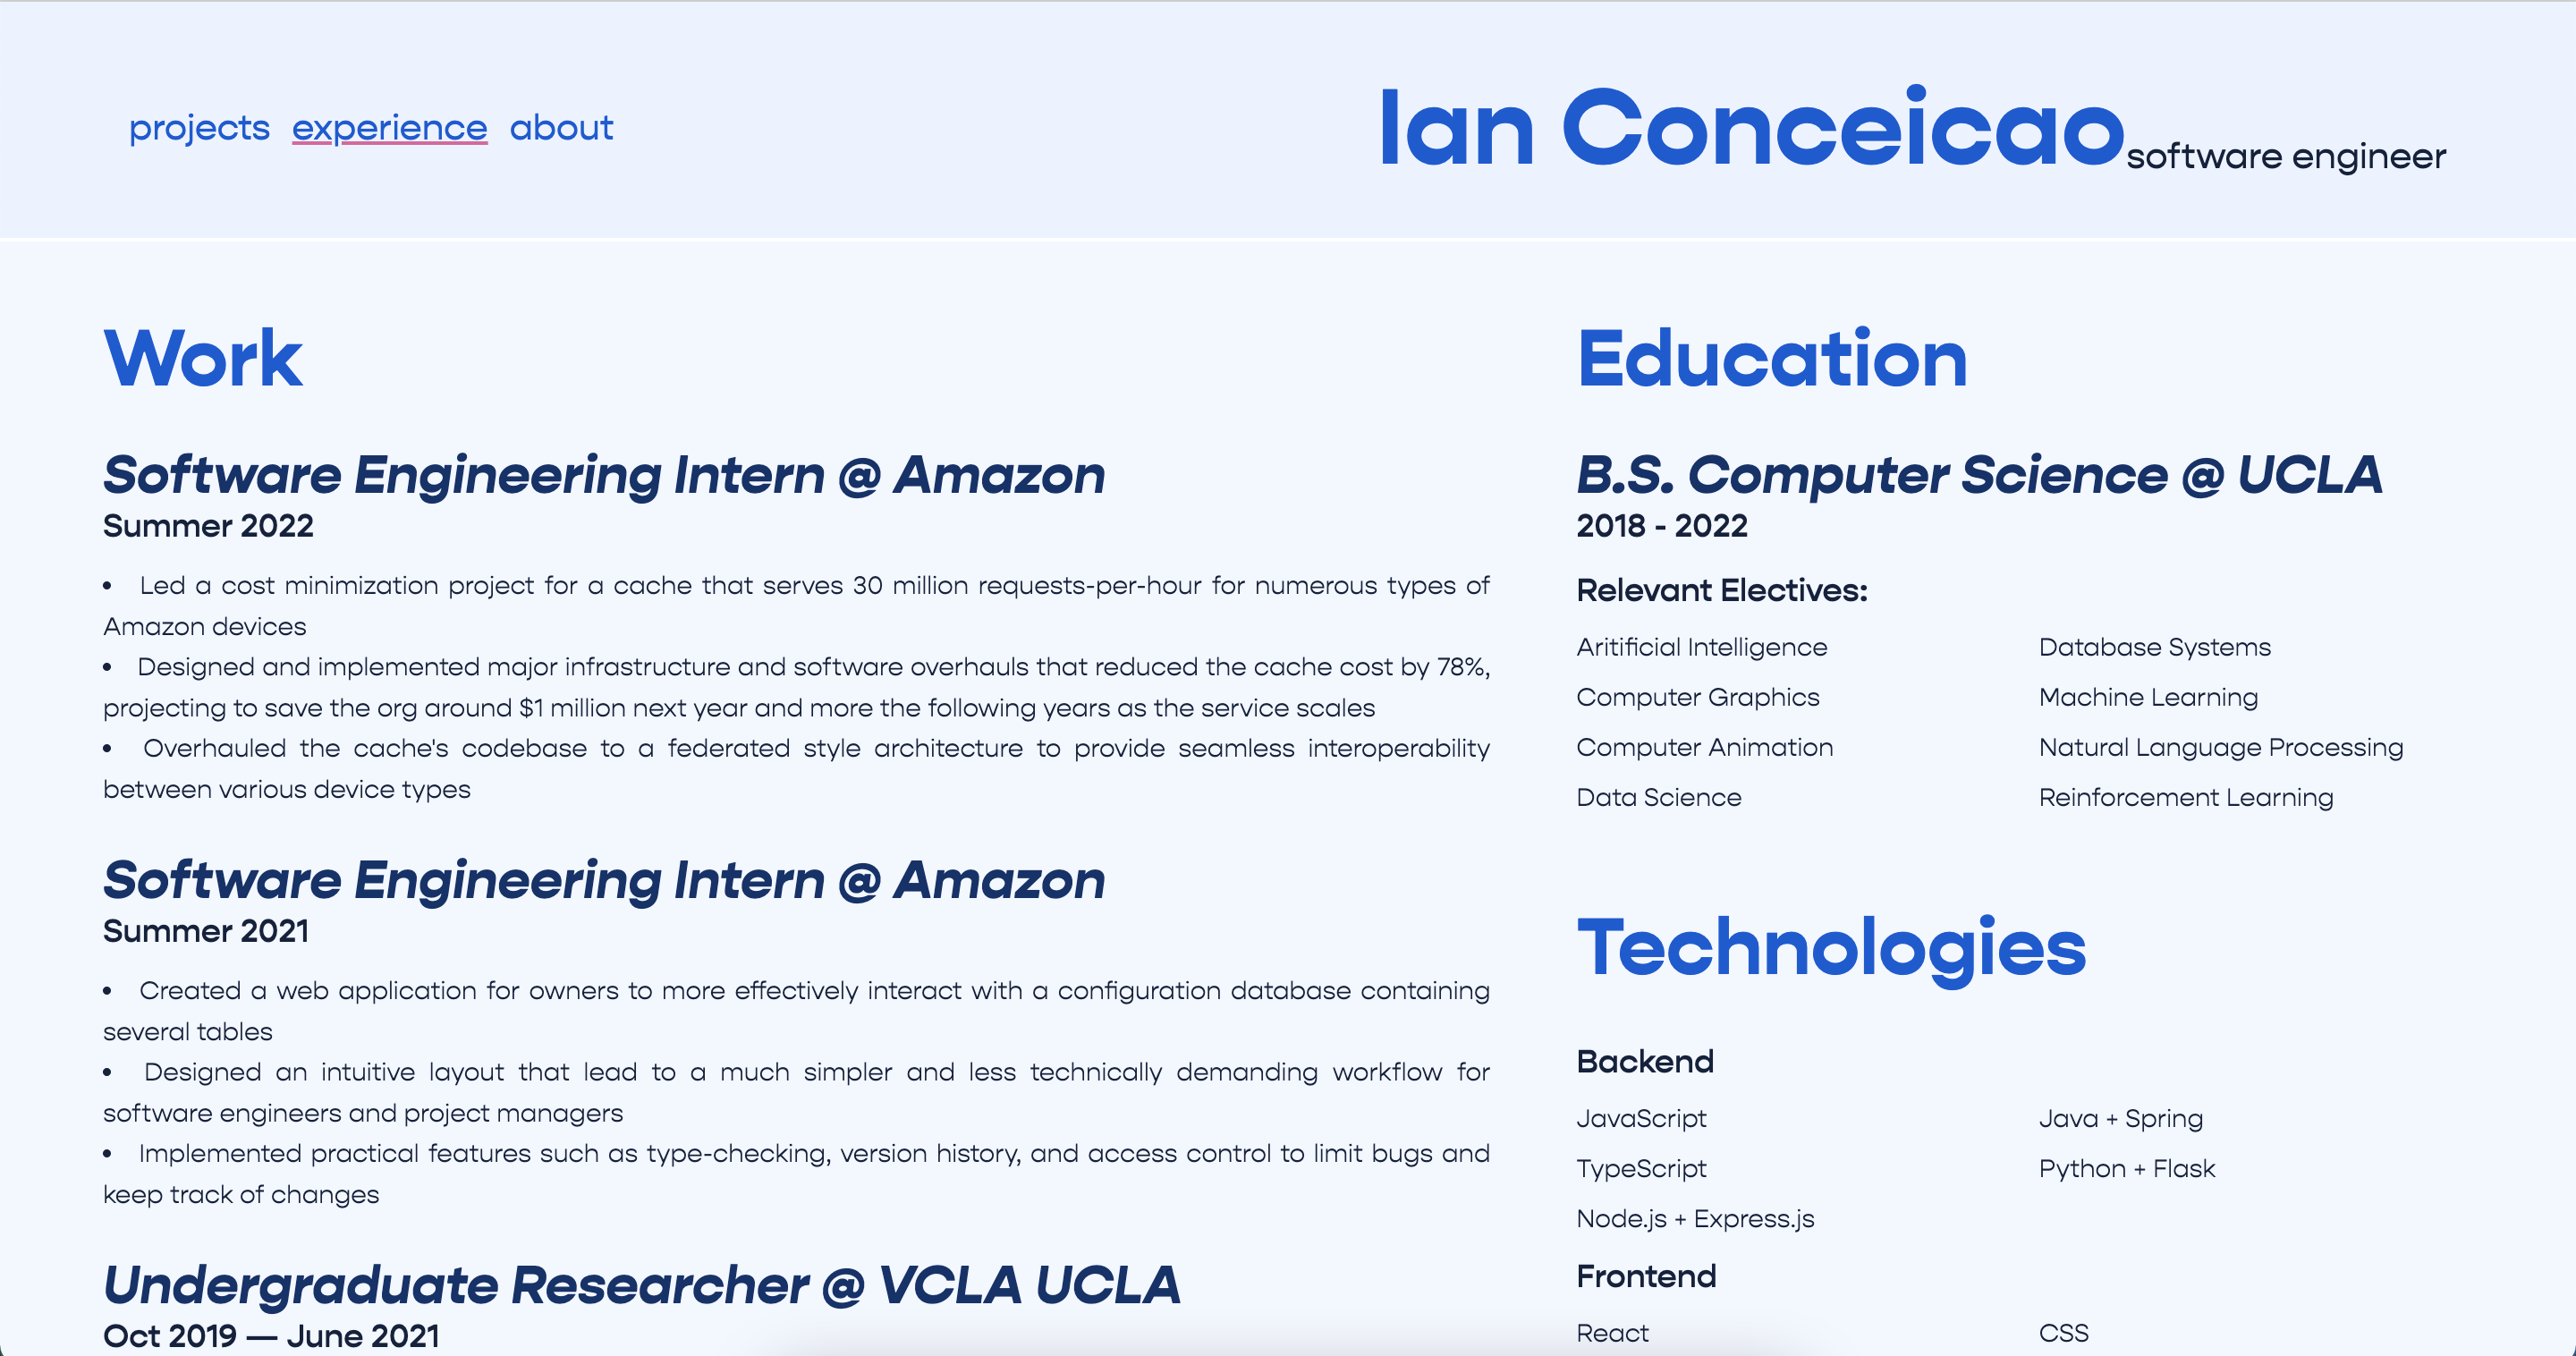 projects experience about
Ian Conceicao software engineer
Work
Software Engineering Intern @ Amazon
Summer 2022
• Led a cost minimization project for a cache that serves 30 million requests-per-hour for numerous types of
Amazon devices
• Designed and implemented major infrastructure and software overhauls that reduced the cache cost by 78%,
projecting to save the org around $1 million next year and more the following years as the service scales
• Overhauled the cache's codebase to a federated style architecture to provide seamless interoperability
between various device types
Software Engineering Intern @ Amazon
Summer 2021
• Created a web application for owners to more effectively interact with a configuration database containing
several tables
• Designed an intuitive layout that lead to a much simpler and less technically demanding workflow for
software engineers and project managers
• Implemented practical features such as type-checking, version history, and access control to limit bugs and
keep track of changes
Undergraduate Researcher @ VCLA UCLA
Oct 2019 — June 2021
Education
B.S. Computer Science @ UCLA
2018 - 2022
Relevant Electives:
Aritificial Intelligence Database Systems
Computer Graphics Machine Learning
Computer Animation Natural Language Processing
Data Science Reinforcement Learning
Technologies
Backend
JavaScript Java + Spring
TypeScript Python + Flask
Node.js + Express.js
Frontend
React CSS